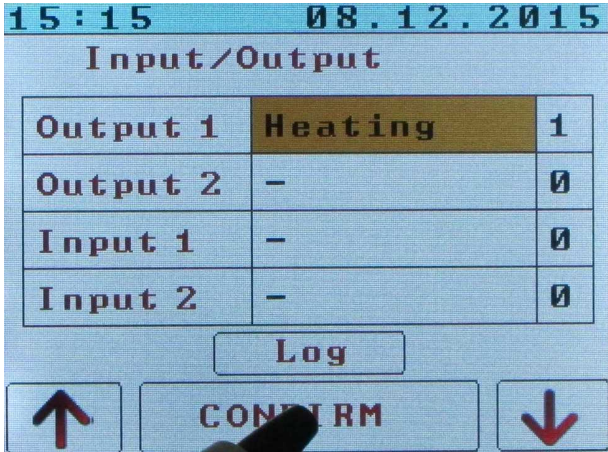 15:15 08.12.2015
Input/Output
Output 1 Heating 1
Output 2 - 0
Input 1 - 0
Input 2 - 0
Log
CONFIRM